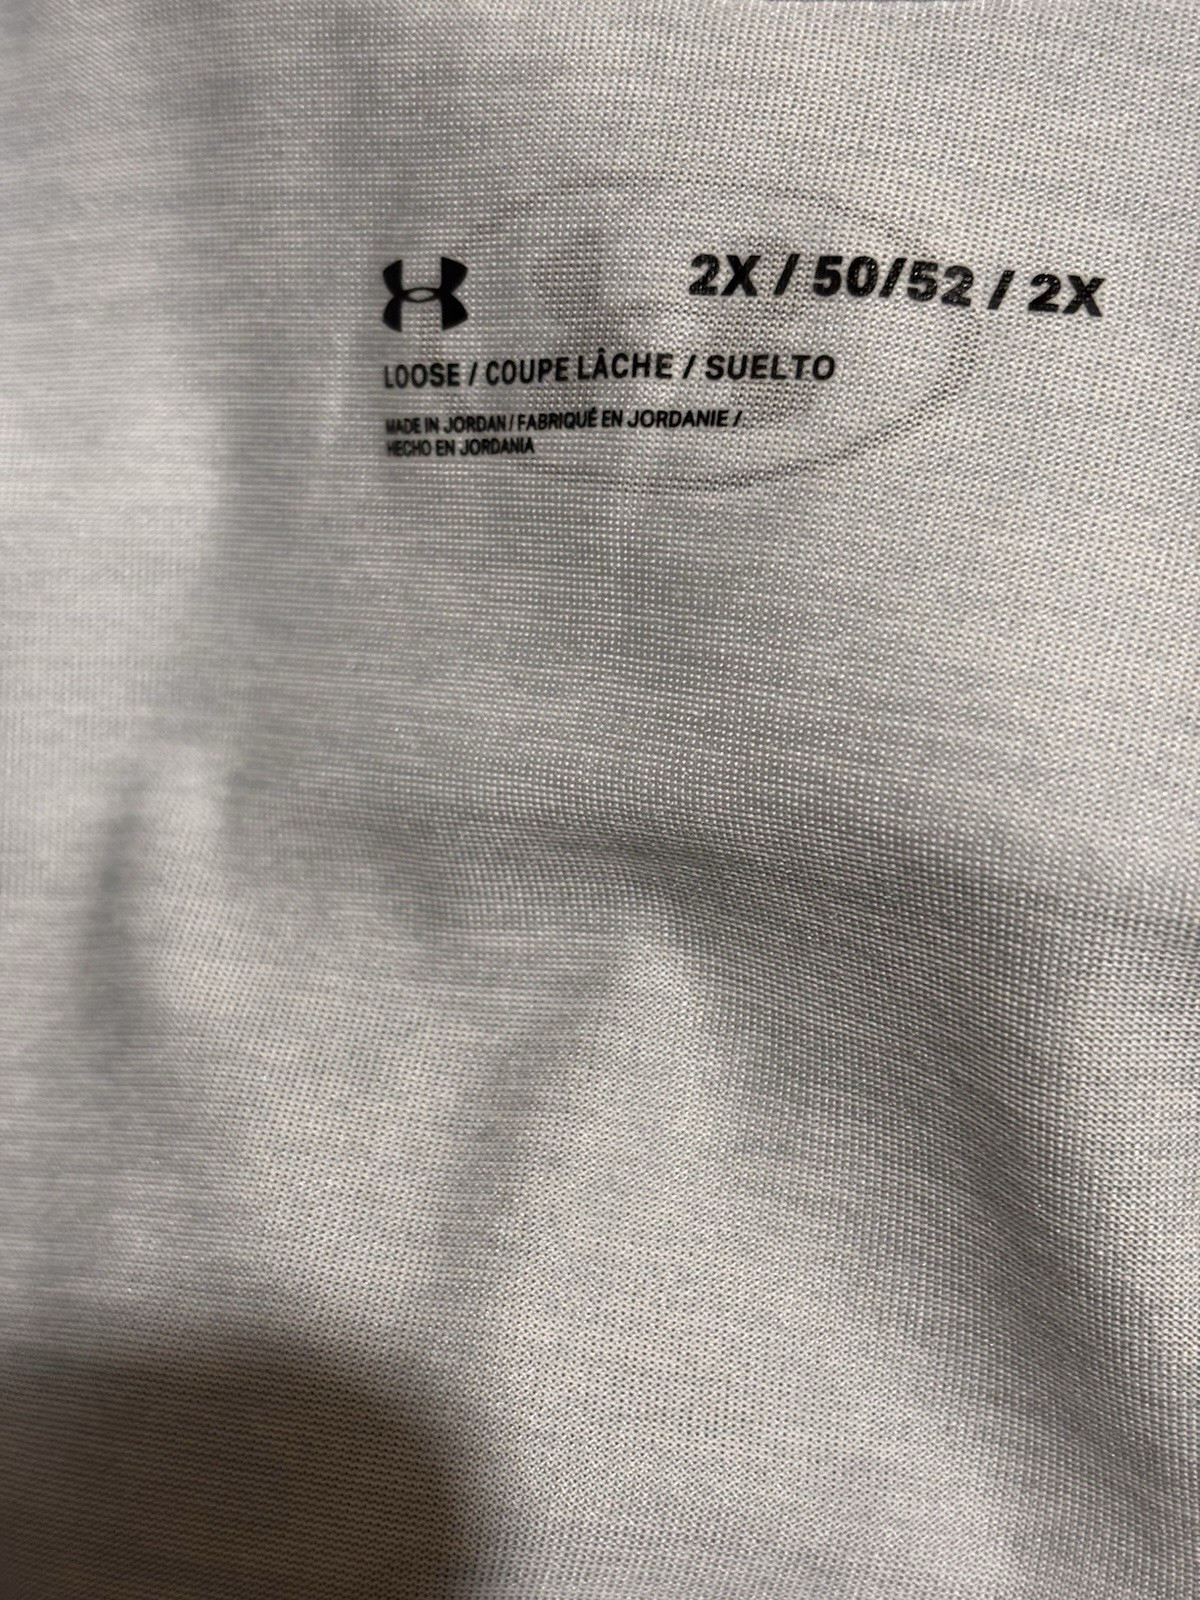 2X / 50/52 / 2X
LOOSE / COUPE LÂCHE / SUELTO
MADE IN JORDAN / FABRIQUÉ EN JORDANIE /
HECHO EN JORDANIA